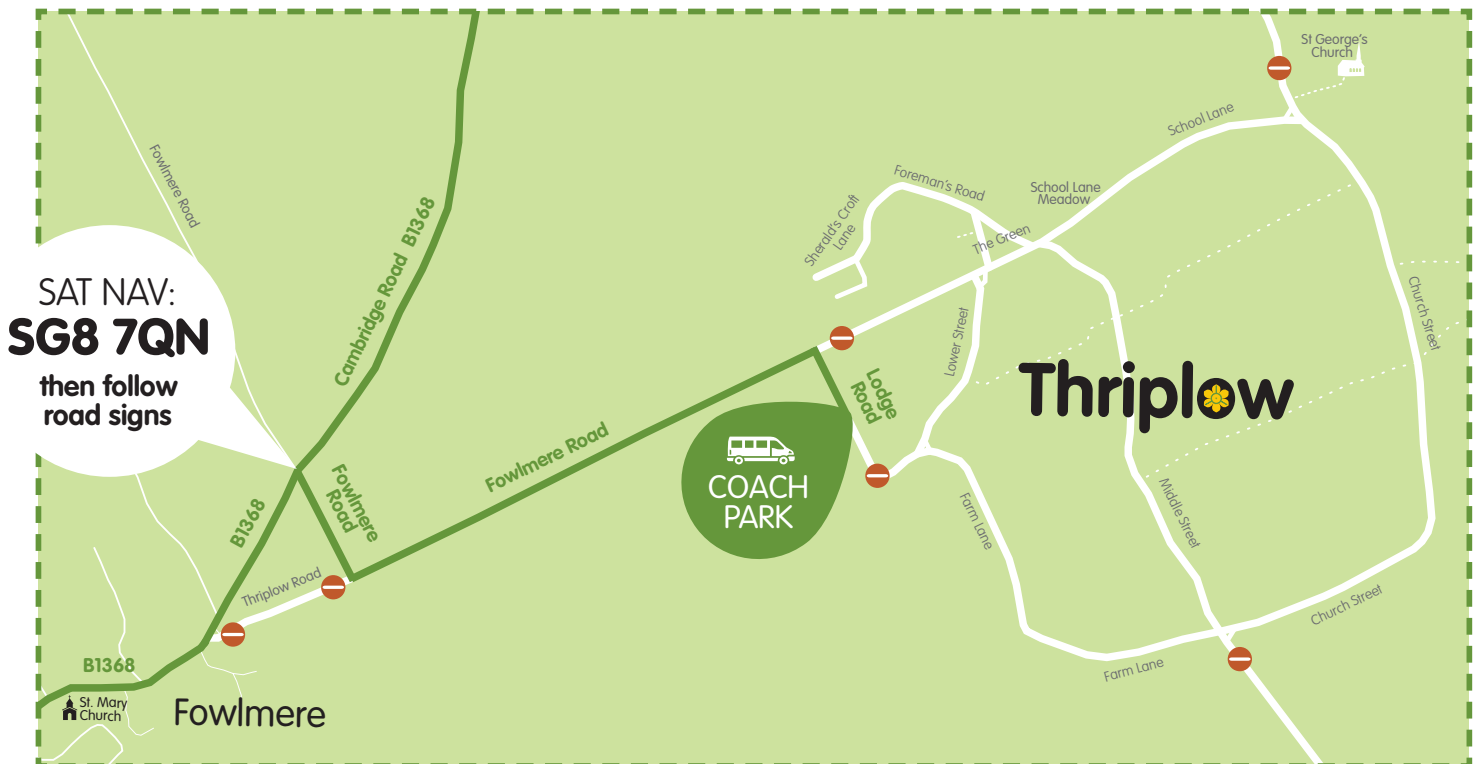 St George's
Church
School Lane
Fowlmere Road
Foreman's Road
School Lane
Meadow
Cambridge Road B1368
Sherald's Croft
Lane
The Green
SAT NAV:
SG8 7QN
then follow
road signs
Church Street
Lower Street
Lodge
Road
Thriplow
Fowlmere Road
Fowlmere
Road
COACH
PARK
B1368
Farm Lane
Middle Street
Thriplow Road
Church Street
B1368
Farm Lane
St. Mary
Church
Fowlmere